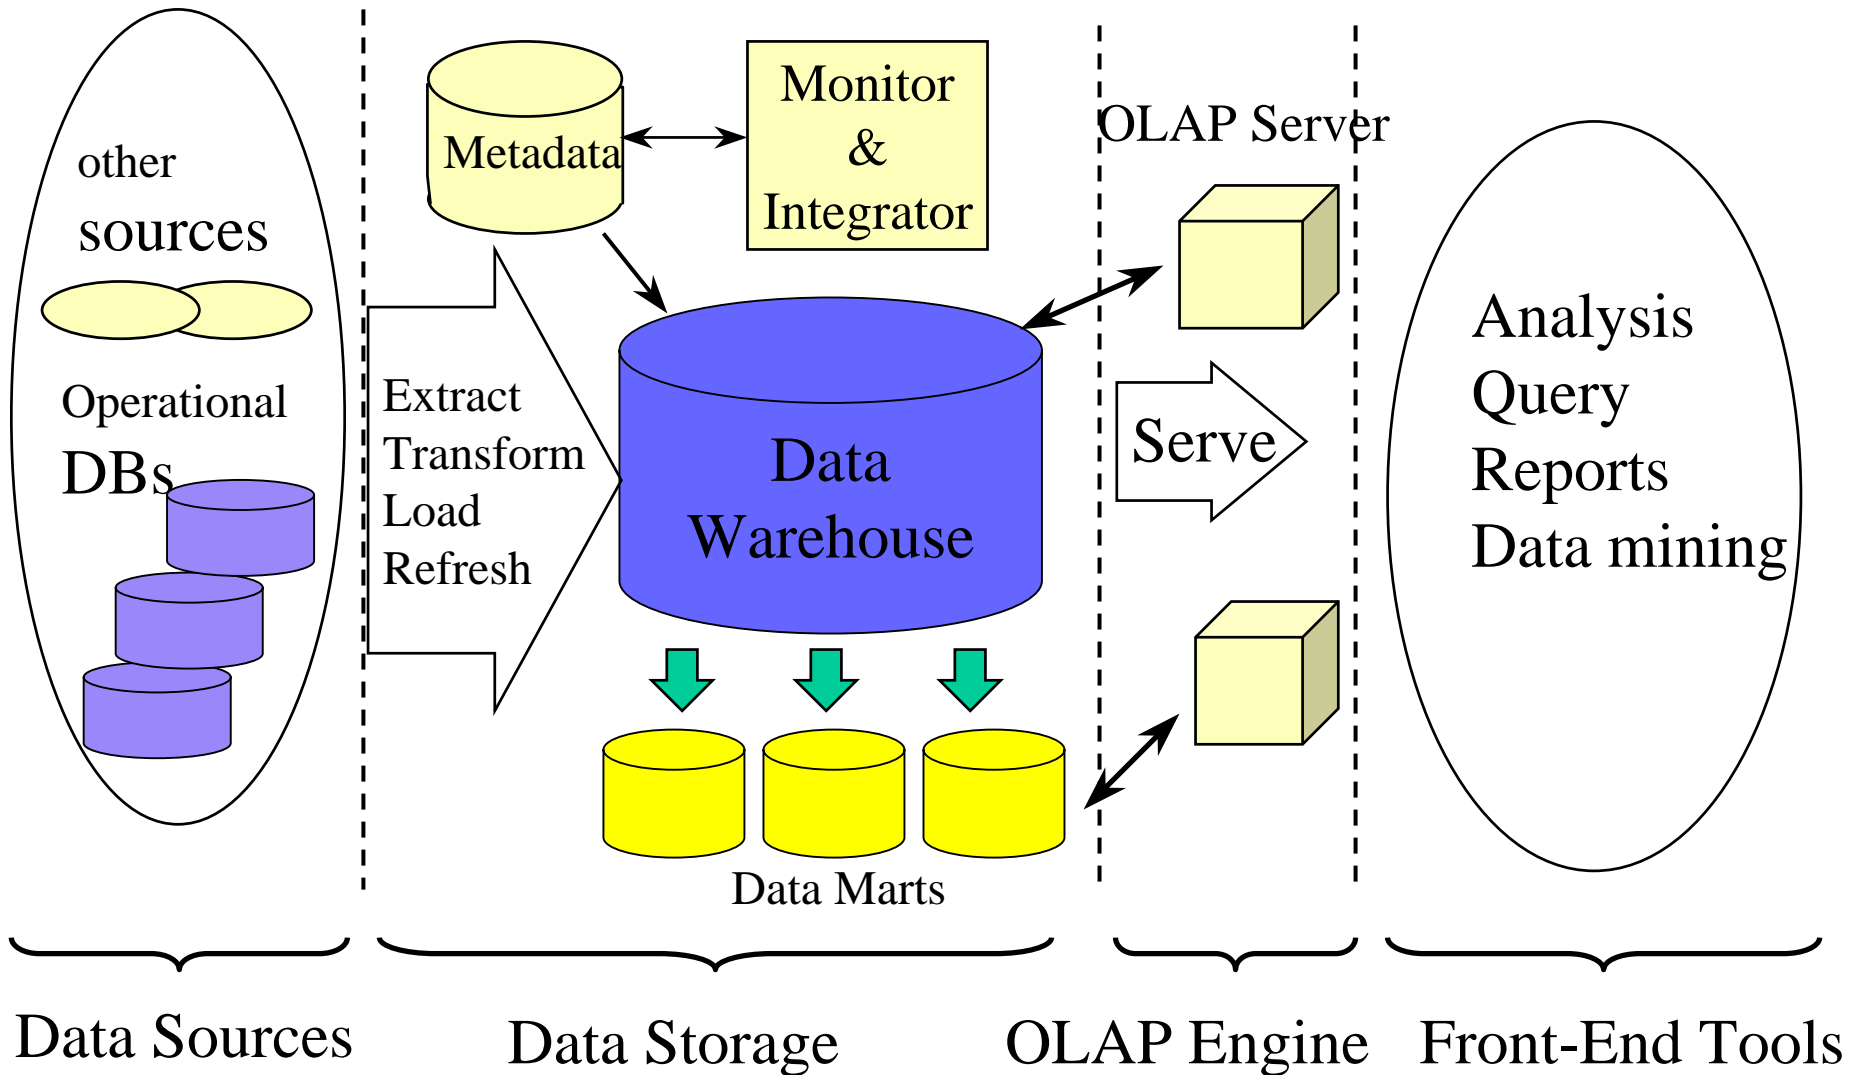 other
sources
Operational
DBs
Extract
Transform
Load
Refresh
Metadata
Monitor
&
Integrator
Data
Warehouse
Data Marts
OLAP Server
Serve
Analysis
Query
Reports
Data mining
Data Sources
Data Storage
OLAP Engine
Front-End Tools